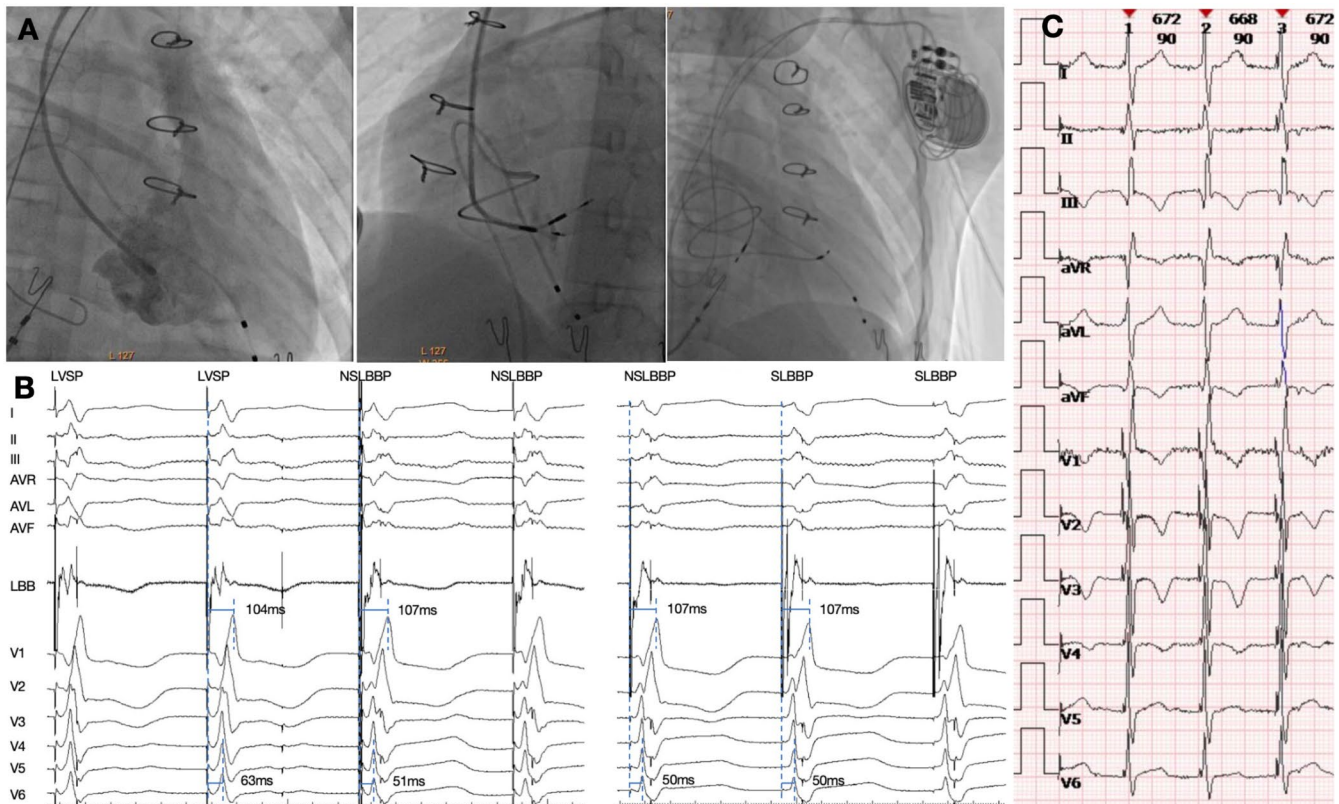 A
L 127
L 127
B
LVSP
LVSP
NSLBBP
NSLBBP
NSLBBP
SLBBP
SLBBP
I
II
III
AVR
AVL
AVF
LBB
104ms
107ms
107ms
107ms
V1
V2
V3
V4
V5
V6
63ms
51ms
50ms
50ms
C
1 672 2 668 3 672
90 90 90
I
II
III
aVR
aVL
aVF
V1
V2
V3
V4
V5
V6